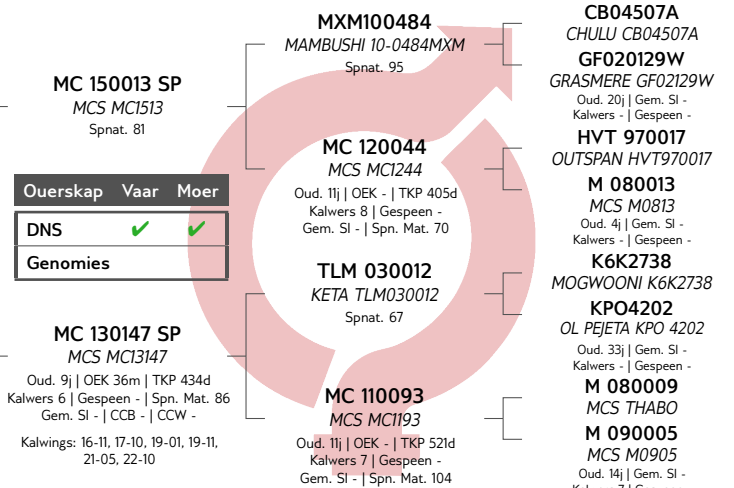 MC 150013 SP
MCS MC1513
Spnat. 81
Ouerskap Vaar Moer
DNS ✔ ✔
Genomies
MC 130147 SP
MCS MC13147
Oud. 9j | OEK 36m | TKP 434d
Kalwers 6 | Gespeen - | Spn. Mat. 86
Gem. SI - | CCB - | CCW -
Kalwings: 16-11, 17-10, 19-01, 19-11,
21-05, 22-10
MXM100484
MAMBUSHI 10-0484MXM
Spnat. 95
MC 120044
MCS MC1244
Oud. 11j | OEK - | TKP 405d
Kalwers 8 | Gespeen -
Gem. SI - | Spn. Mat. 70
TLM 030012
KETA TLM030012
Spnat. 67
MC 110093
MCS MC1193
Oud. 11j | OEK - | TKP 521d
Kalwers 7 | Gespeen -
Gem. SI - | Spn. Mat. 104
CB04507A
CHULU CB04507A
GF020129W
GRASMERE GF02129W
Oud. 20j | Gem. SI -
Kalwers - | Gespeen -
HVT 970017
OUTSPAN HVT970017
M 080013
MCS M0813
Oud. 4j | Gem. SI -
Kalwers - | Gespeen -
K6K2738
MOGWOONI K6K2738
KPO4202
OL PEJETA KPO 4202
Oud. 33j | Gem. SI -
Kalwers - | Gespeen -
M 080009
MCS THABO
M 090005
MCS M0905
Oud. 14j | Gem. SI -